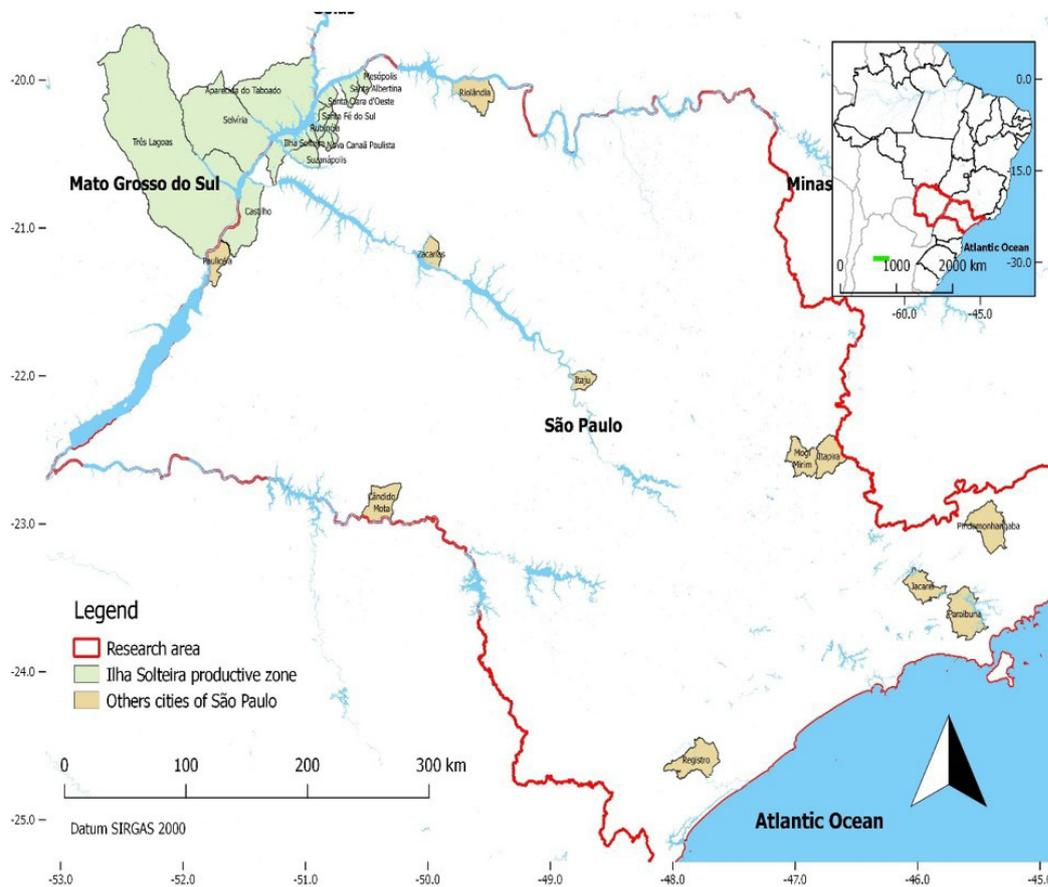 Goiás
-20.0
-21.0
-22.0
-23.0
-24.0
-25.0
Mesópolis
Santa Albertina
Aparecida do Taboado
Santa Clara d'Oeste
Santa Fé do Sul
Selvíria
Rubinéia
Três Lagoas
Ilha Solteira
Nova Canaã Paulista
Suzanápolis
Mato Grosso do Sul
Castilho
Paulicéia
Riolândia
Zacarias
Itaju
São Paulo
Minas
Mogi
Mirim
Itapira
Cândido
Mota
Pindamonhangaba
Jacareí
Paraibuna
Registro
Atlantic Ocean
0.0
-15.0
-30.0
Atlantic Ocean
0 1000 2000 km
-60.0 -45.0
Legend
Research area
Ilha Solteira productive zone
Others cities of São Paulo
0 100 200 300 km
Datum SIRGAS 2000
-53.0 -52.0 -51.0 -50.0 -49.0 -48.0 -47.0 -46.0 -45.0